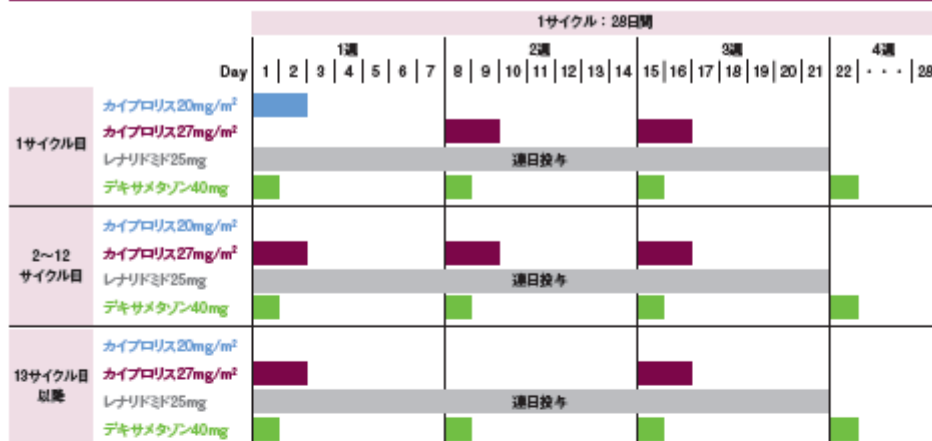 1サイクル：28日間
1週 2週 3週 4週
Day 1 2 3 4 5 6 7 8 9 10 11 12 13 14 15 16 17 18 19 20 21 22 ・・・ 28
1サイクル目
カイプロリス20mg/m²
カイプロリス27mg/m²
レナリドミド25mg 連日投与
デキサメタゾン40mg
2〜12
サイクル目
カイプロリス20mg/m²
カイプロリス27mg/m²
レナリドミド25mg 連日投与
デキサメタゾン40mg
13サイクル目
以降
カイプロリス20mg/m²
カイプロリス27mg/m²
レナリドミド25mg 連日投与
デキサメタゾン40mg